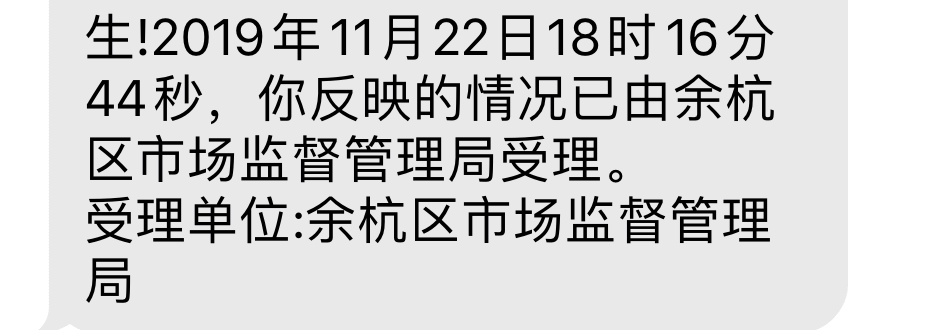 生!2019年11月22日18时16分
44秒，你反映的情况已由余杭
区市场监督管理局受理。
受理单位:余杭区市场监督管理
局